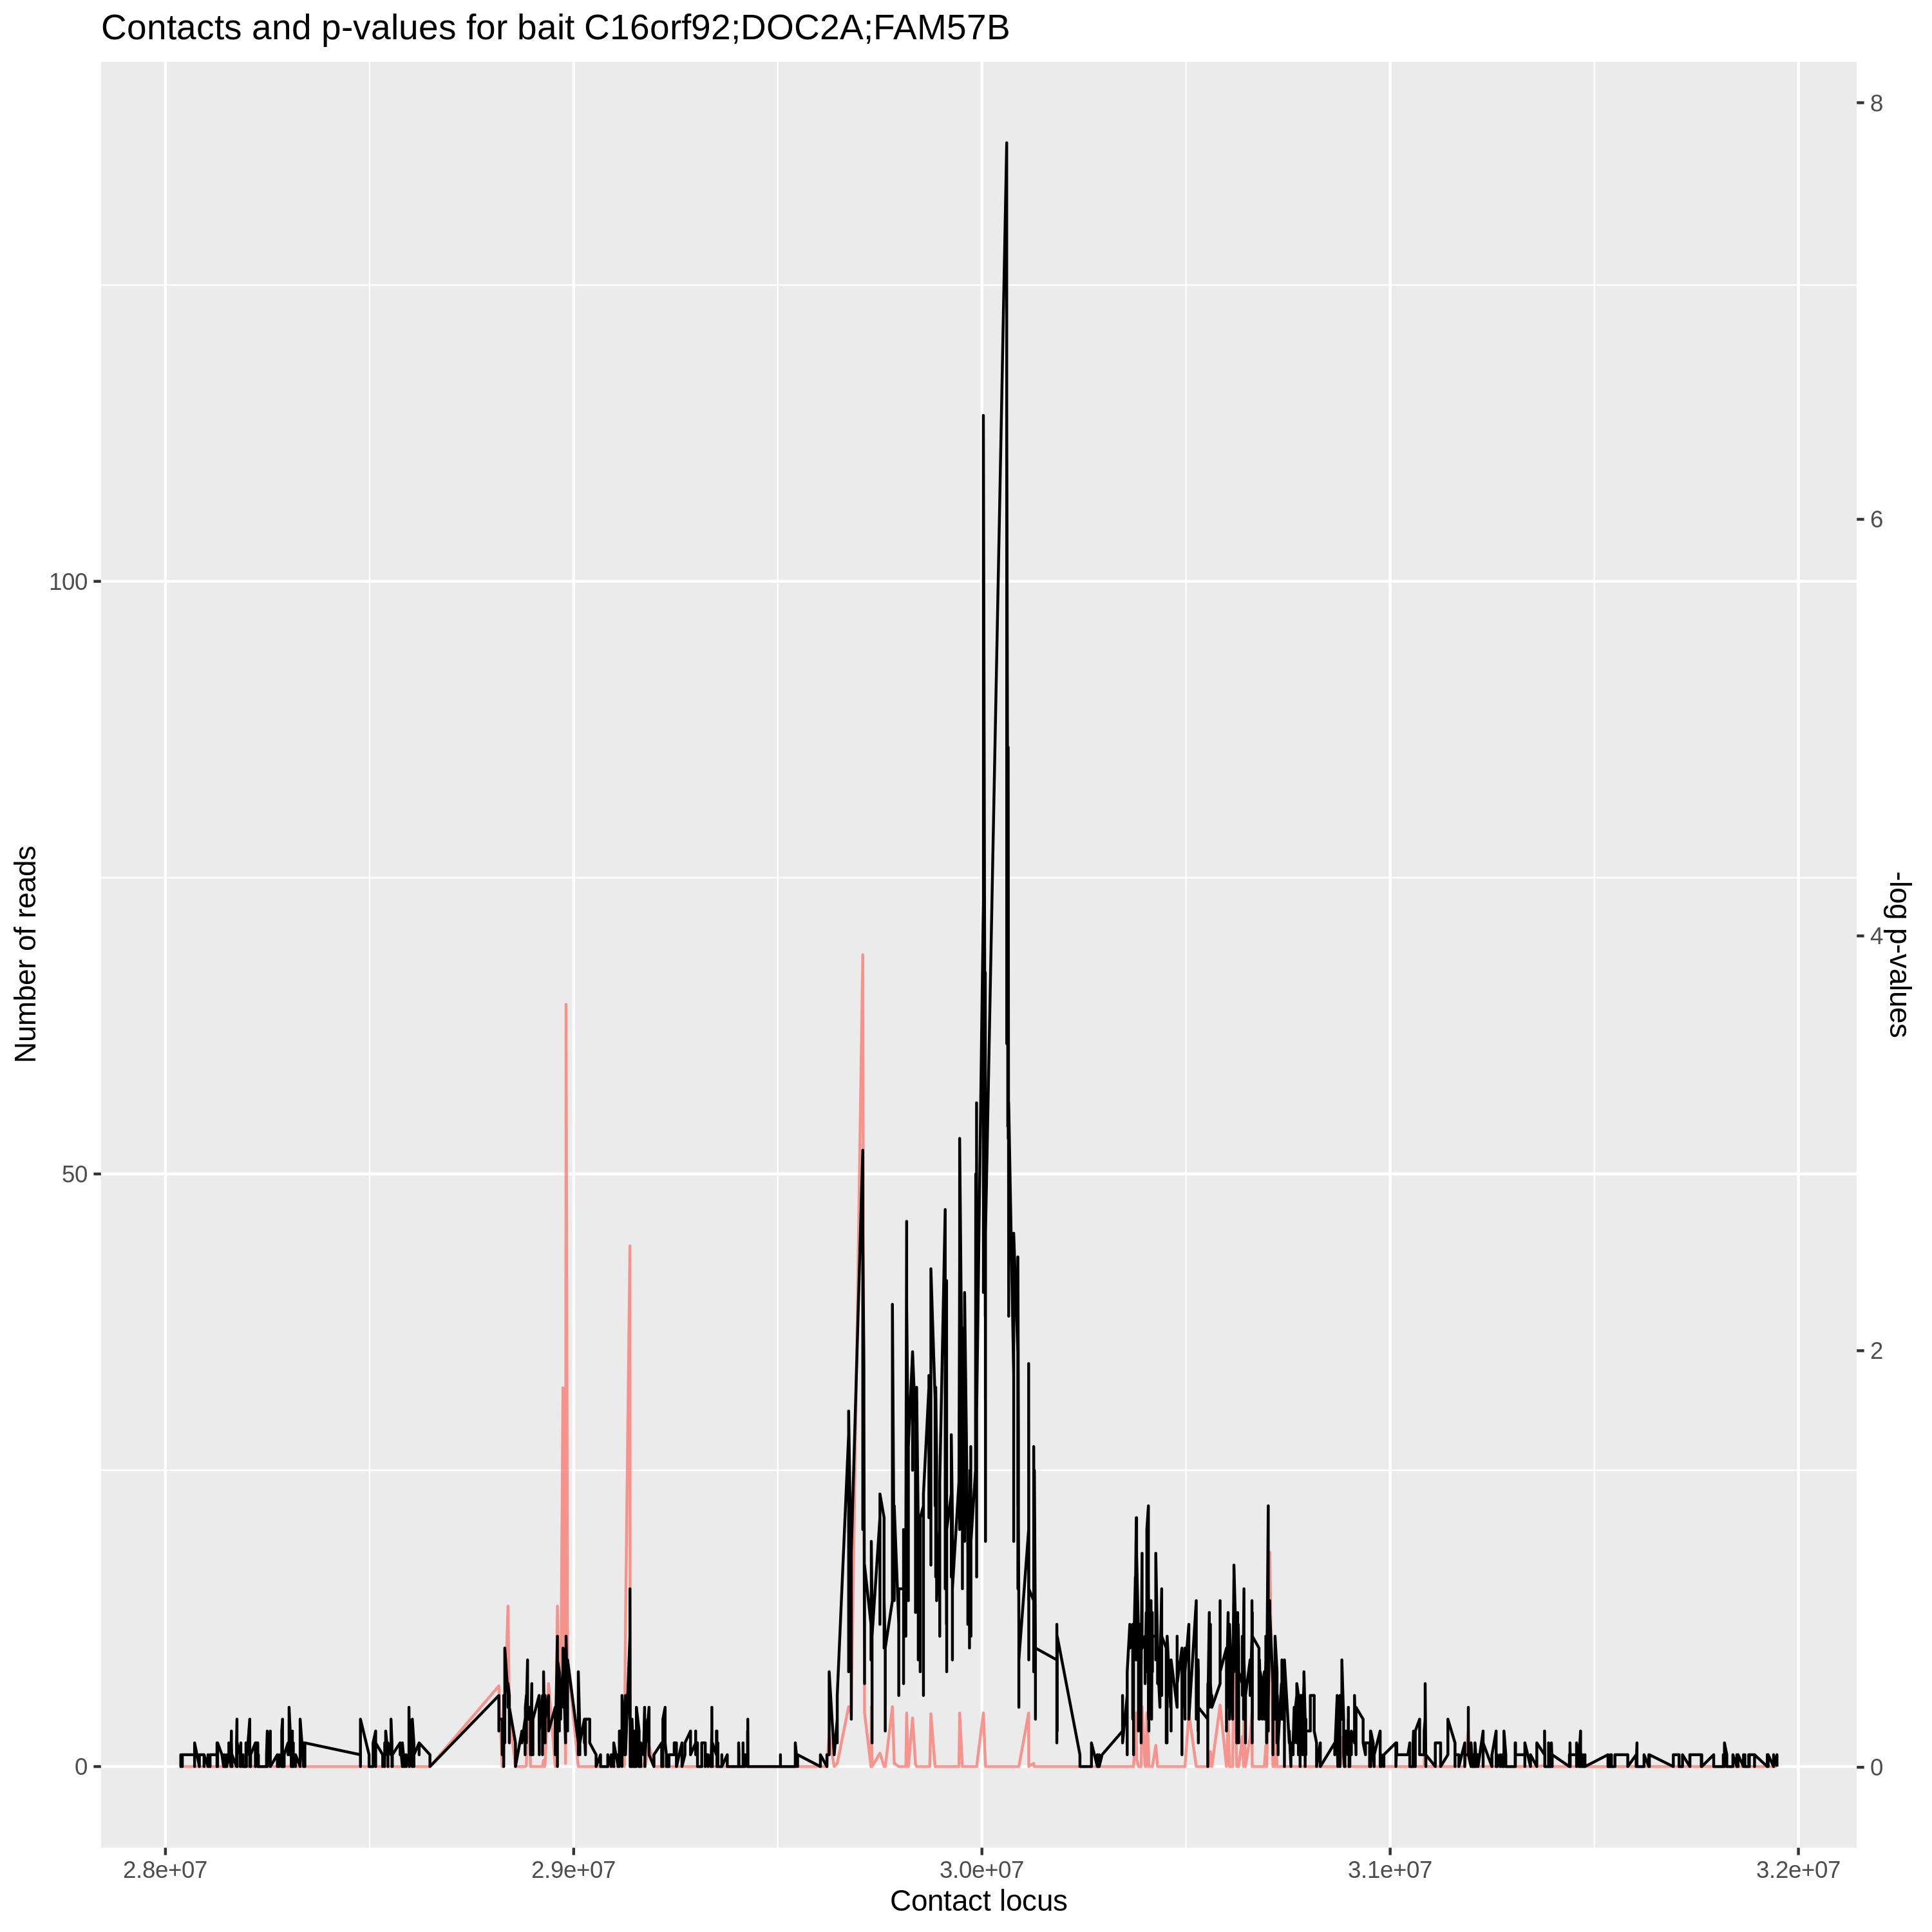 Contacts and p-values for bait C16orf92;DOC2A;FAM57B
8
6
100
4
Number of reads
-log p-values
50
2
0
0
2.8e+07 2.9e+07 3.0e+07 3.1e+07 3.2e+07
Contact locus